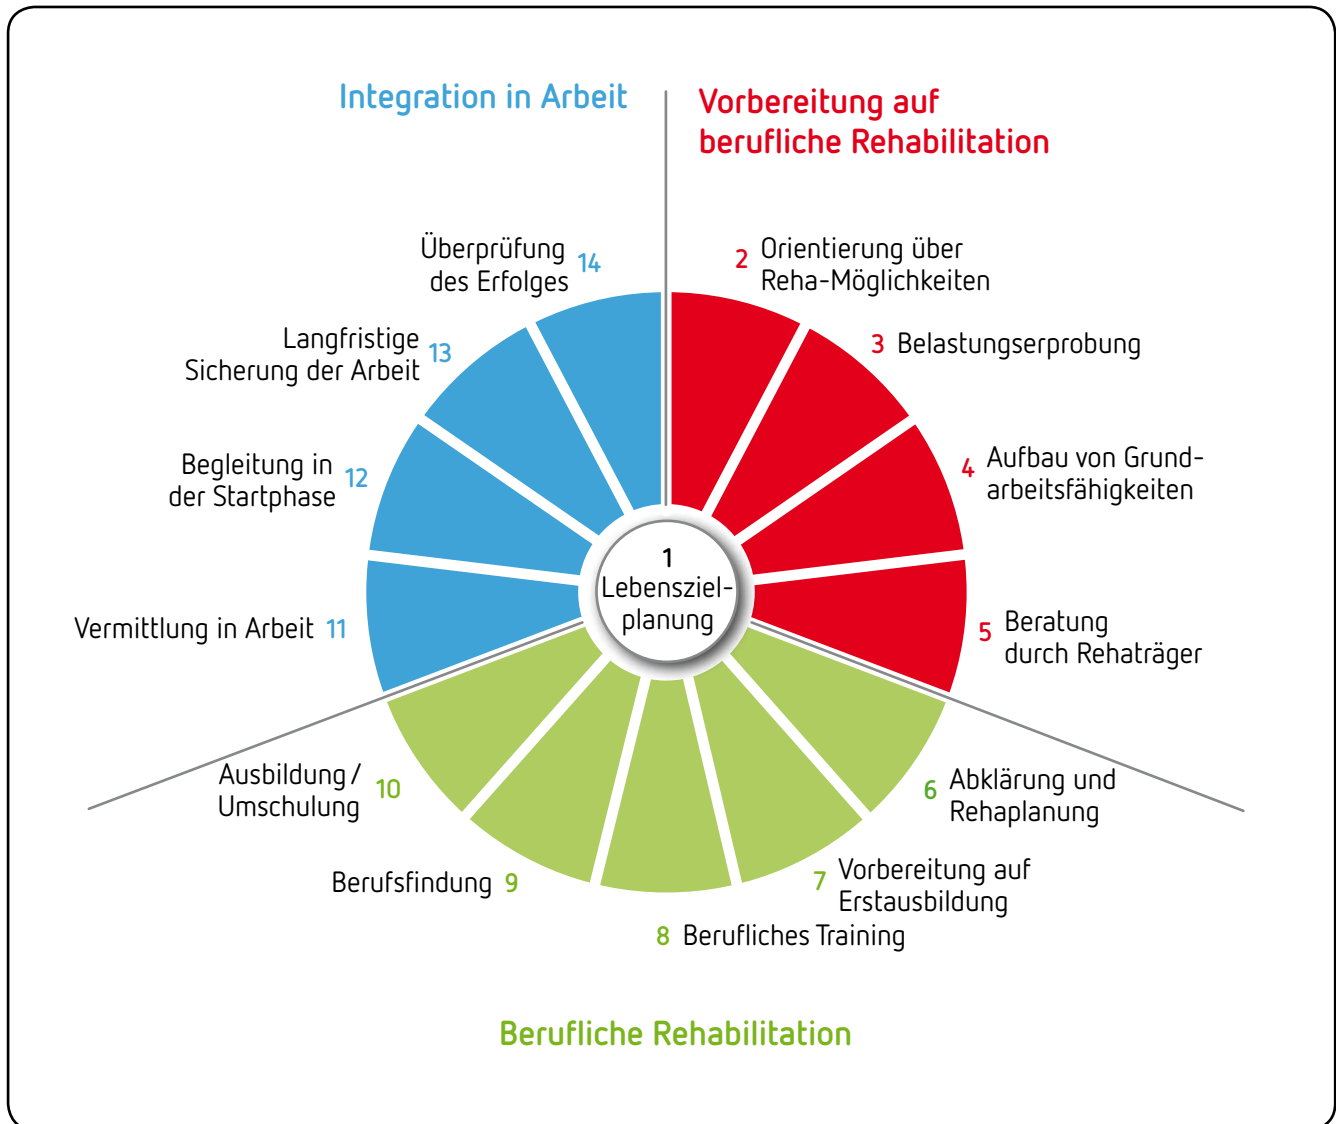 Integration in Arbeit
Vorbereitung auf
berufliche Rehabilitation
1
Lebensziel-
planung
2 Orientierung über
Reha-Möglichkeiten
3 Belastungserprobung
4 Aufbau von Grund-
arbeitsfähigkeiten
5 Beratung
durch Rehaträger
6 Abklärung und
Rehaplanung
7 Vorbereitung auf
Erstausbildung
8 Berufliches Training
Berufsfindung 9
Ausbildung /
Umschulung 10
Vermittlung in Arbeit 11
Begleitung in
der Startphase 12
Langfristige
Sicherung der Arbeit 13
Überprüfung
des Erfolges 14
Berufliche Rehabilitation